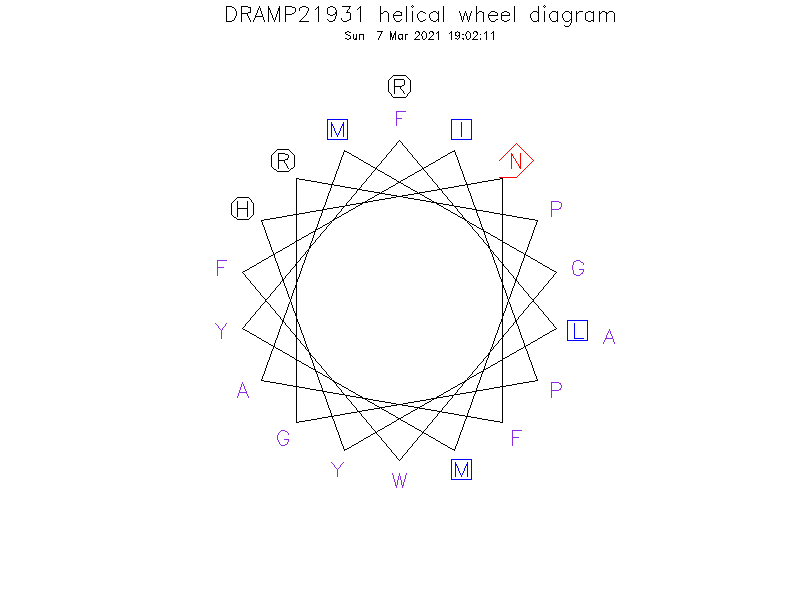 DRAMP21931 helical wheel diagram
Sun 7 Mar 2021 19:02:11
R
F
M
I
R
N
H
P
F
G
Y
L
A
A
P
G
F
Y
M
W